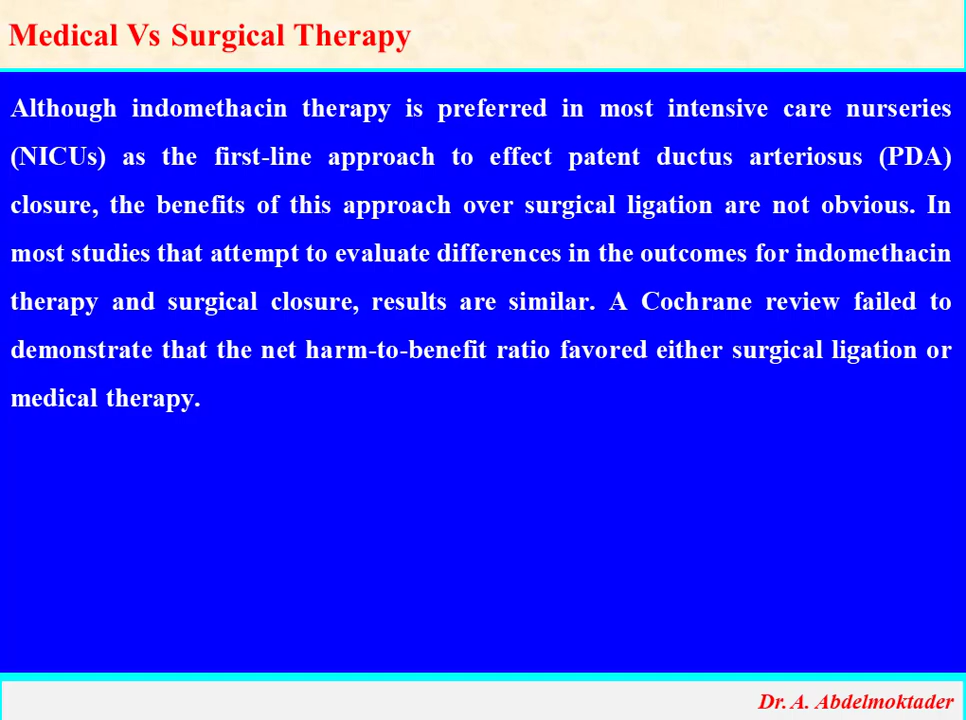 Medical Vs Surgical Therapy
Although indomethacin therapy is preferred in most intensive care nurseries
(NICUs) as the first-line approach to effect patent ductus arteriosus (PDA)
closure, the benefits of this approach over surgical ligation are not obvious. In
most studies that attempt to evaluate differences in the outcomes for indomethacin
therapy and surgical closure, results are similar. A Cochrane review failed to
demonstrate that the net harm-to-benefit ratio favored either surgical ligation or
medical therapy.
Dr. A. Abdelmoktader